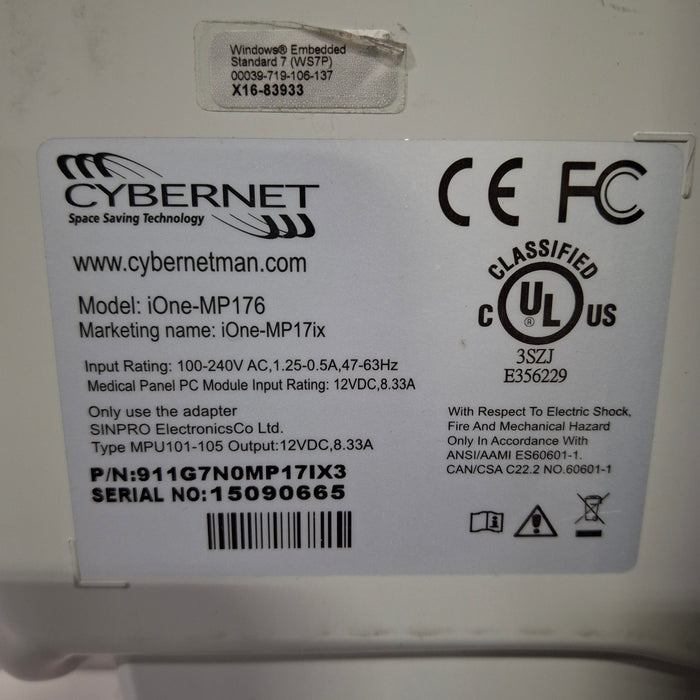 Windows® Embedded
Standard 7 (WS7P)
00039-719-106-137
X16-83933
CYBERNET
Space Saving Technology
www.cybernetman.com
Model: iOne-MP176
Marketing name: iOne-MP17ix
Input Rating: 100-240V AC,1.25-0.5A,47-63Hz
Medical Panel PC Module Input Rating: 12VDC,8.33A
Only use the adapter
SINPRO ElectronicsCo Ltd.
Type MPU101-105 Output:12VDC,8.33A
P/N:911G7N0MP17IX3
SERIAL NO:15090665
CE FC
CLASSIFIED
C UL® US
3SZJ
E356229
With Respect To Electric Shock,
Fire And Mechanical Hazard
Only In Accordance With
ANSI/AAMI ES60601-1.
CAN/CSA C22.2 NO.60601-1